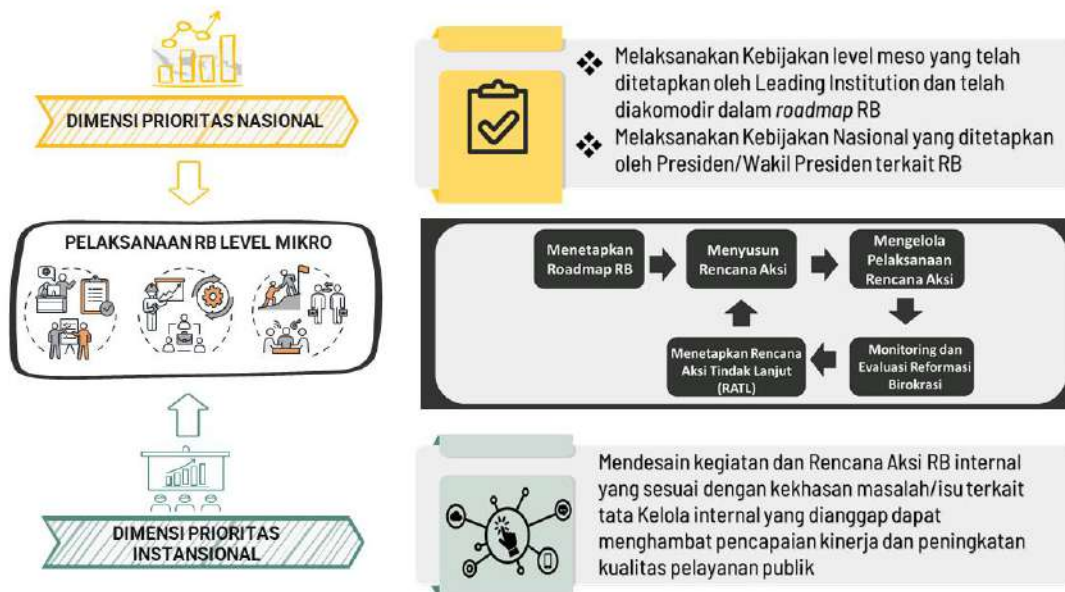 DIMENSI PRIORITAS NASIONAL
❖ Melaksanakan Kebijakan level meso yang telah
ditetapkan oleh Leading Institution dan telah
diakomodir dalam roadmap RB
❖ Melaksanakan Kebijakan Nasional yang ditetapkan
oleh Presiden/Wakil Presiden terkait RB
PELAKSANAAN RB LEVEL MIKRO
Menetapkan
Roadmap RB
Menyusun
Rencana Aksi
Mengelola
Pelaksanaan
Rencana Aksi
Menetapkan Rencana
Aksi Tindak Lanjut
(RATL)
Monitoring dan
Evaluasi Reformasi
Birokrasi
DIMENSI PRIORITAS
INSTANSIONAL
Mendesain kegiatan dan Rencana Aksi RB internal
yang sesuai dengan kekhasan masalah/isu terkait
tata Kelola internal yang dianggap dapat
menghambat pencapaian kinerja dan peningkatan
kualitas pelayanan publik